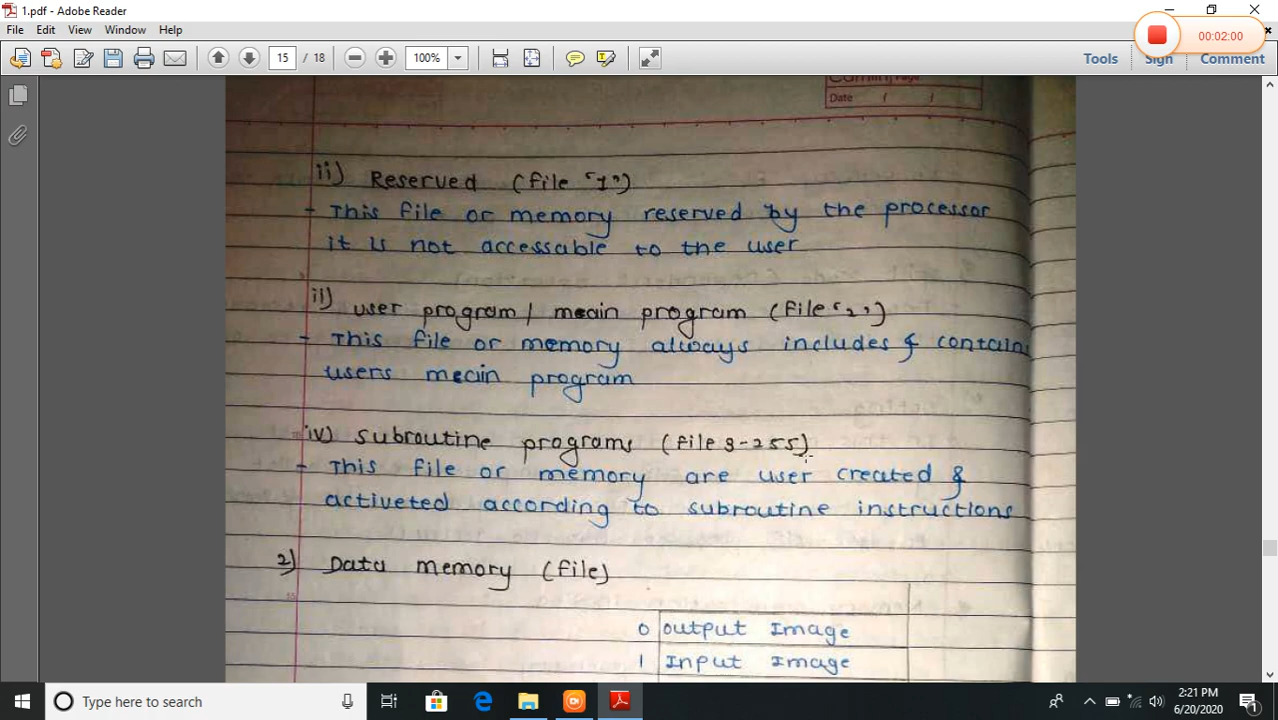 1.pdf - Adobe Reader
File Edit View Window Help
15 / 18 100% Tools Sign Comment
00:02:00
Date / /
ii) Reserved (file "1")
- This file or memory reserved by the processor
it is not accessable to the user
ii) user program / main program (file "2")
- This file or memory always includes & contain
users main program
iv) subroutine programs (file 3-255)
- This file or memory are user created &
activeted according to subroutine instructions
2) Data memory (file)
0 output Image
1 Input Image
Type here to search
2:21 PM
6/20/2020
1